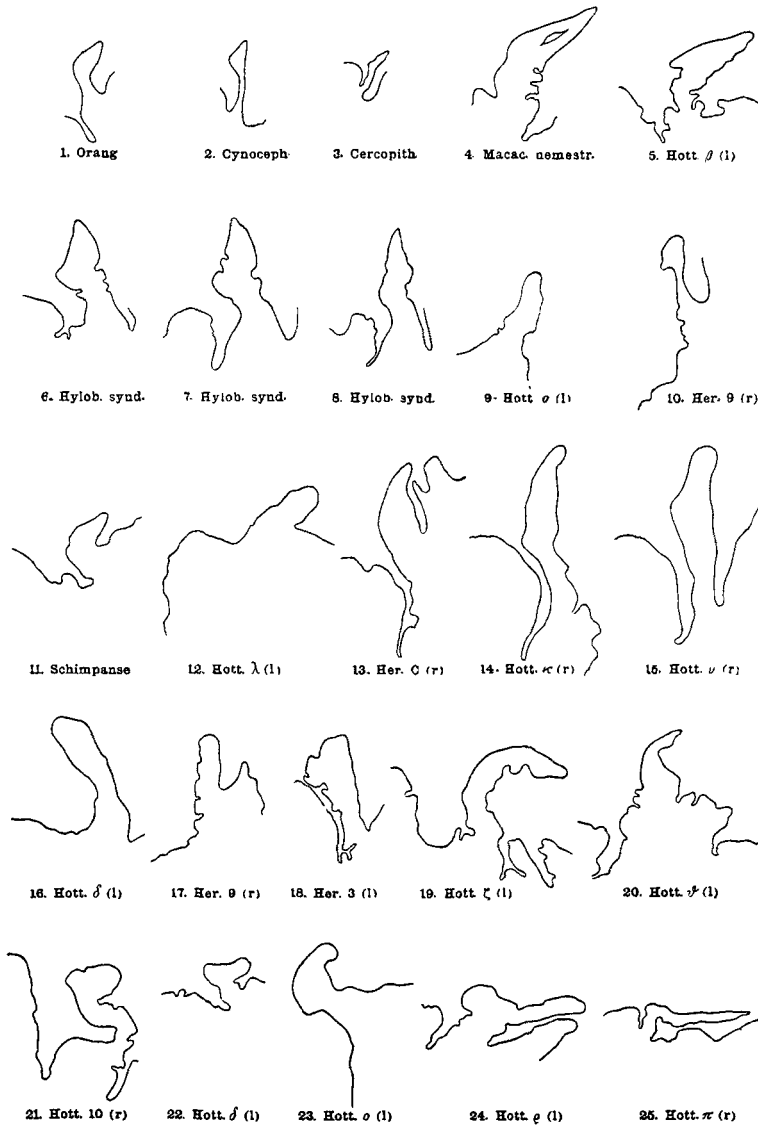 1. Orang 2. Cynoceph. 3. Cercopith. 4. Macac. nemestr. 5. Hott. β (l)
6. Hylob. synd. 7. Hylob. synd. 8. Hylob. synd. 9. Hott. ο (l) 10. Her. 9 (r)
11. Schimpanse 12. Hott. λ (l) 13. Her. C (r) 14. Hott. κ (r) 15. Hott. υ (r)
16. Hott. δ (l) 17. Her. 9 (r) 18. Her. 3 (l) 19. Hott. ζ (l) 20. Hott. ϑ (l)
21. Hott. 10 (r) 22. Hott. δ (l) 23. Hott. ο (l) 24. Hott. ϱ (l) 25. Hott. π (r)